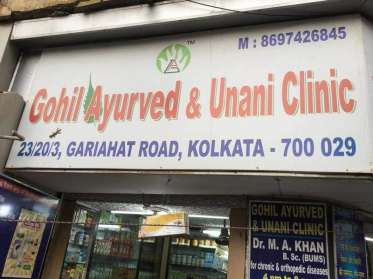 TM
M : 8697426845
Gohil Ayurved & Unani Clinic
23/20/3, GARIAHAT ROAD, KOLKATA - 700 029
GOHIL AYURVED
& UNANI CLINIC
Dr. M. A. KHAN
B. Sc. (BUMS)
for chronic & orthopedic diseases